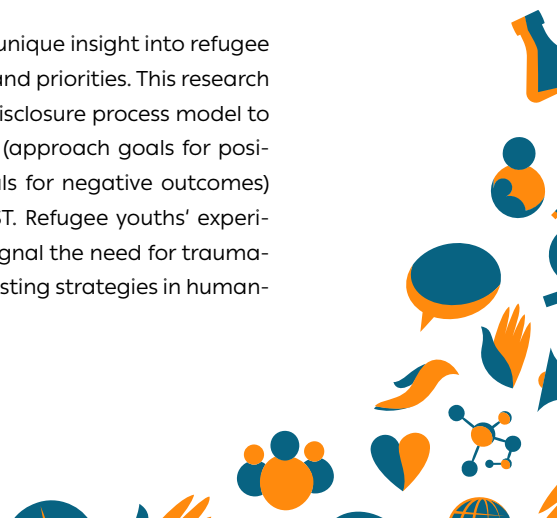 unique insight into refugee
and priorities. This research
isclosure process model to
(approach goals for posi-
ls for negative outcomes)
ST. Refugee youths' experi-
gnal the need for trauma-
sting strategies in human-